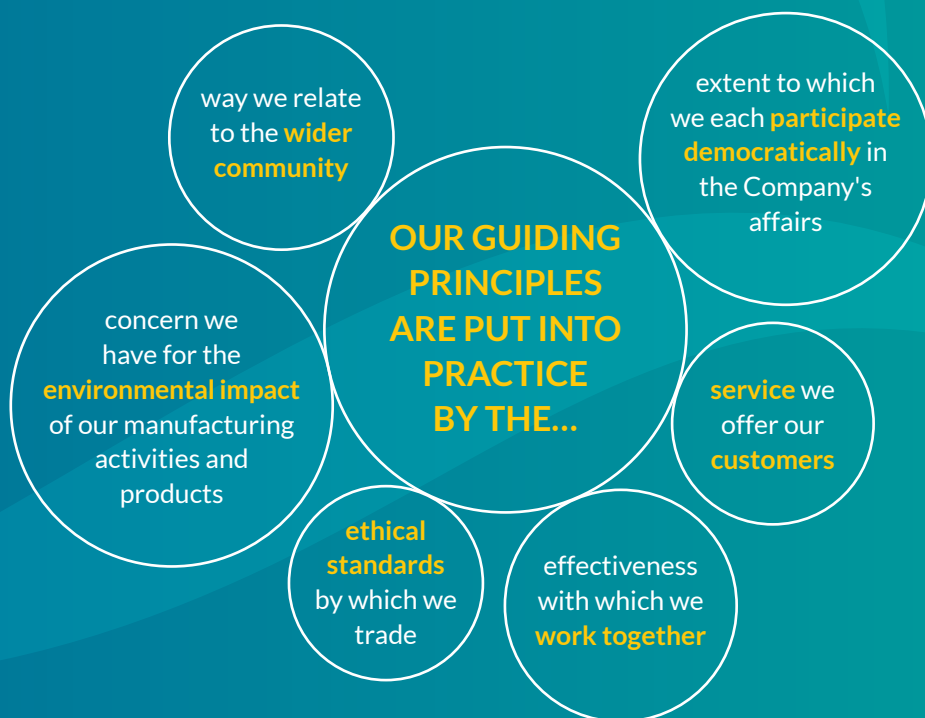 way we relate
to the wider
community
extent to which
we each participate
democratically in
the Company's
affairs
OUR GUIDING
PRINCIPLES
ARE PUT INTO
PRACTICE
BY THE...
concern we
have for the
environmental impact
of our manufacturing
activities and
products
service we
offer our
customers
ethical
standards
by which we
trade
effectiveness
with which we
work together